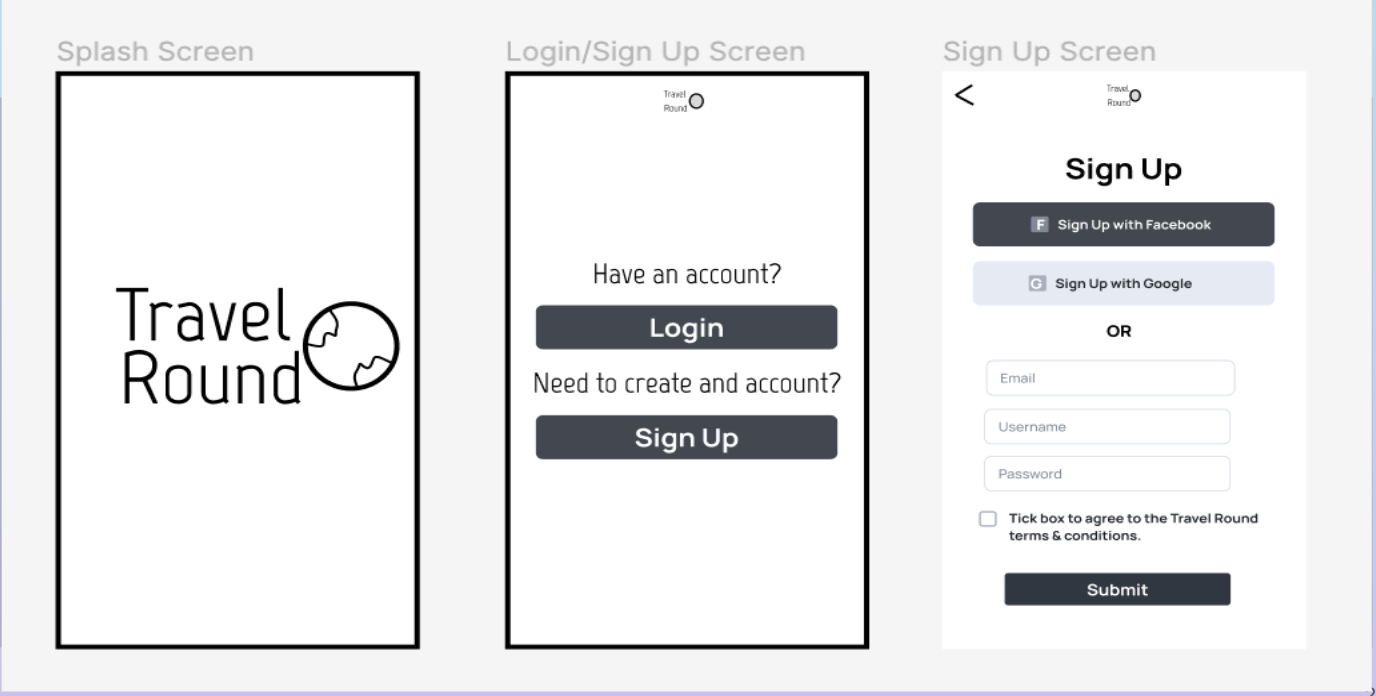 Splash Screen
Travel
Round
Login/Sign Up Screen
Travel
Round
Have an account?
Login
Need to create and account?
Sign Up
Sign Up Screen
<
Travel
Round
Sign Up
F Sign Up with Facebook
G Sign Up with Google
OR
Email
Username
Password
Tick box to agree to the Travel Round
terms & conditions.
Submit